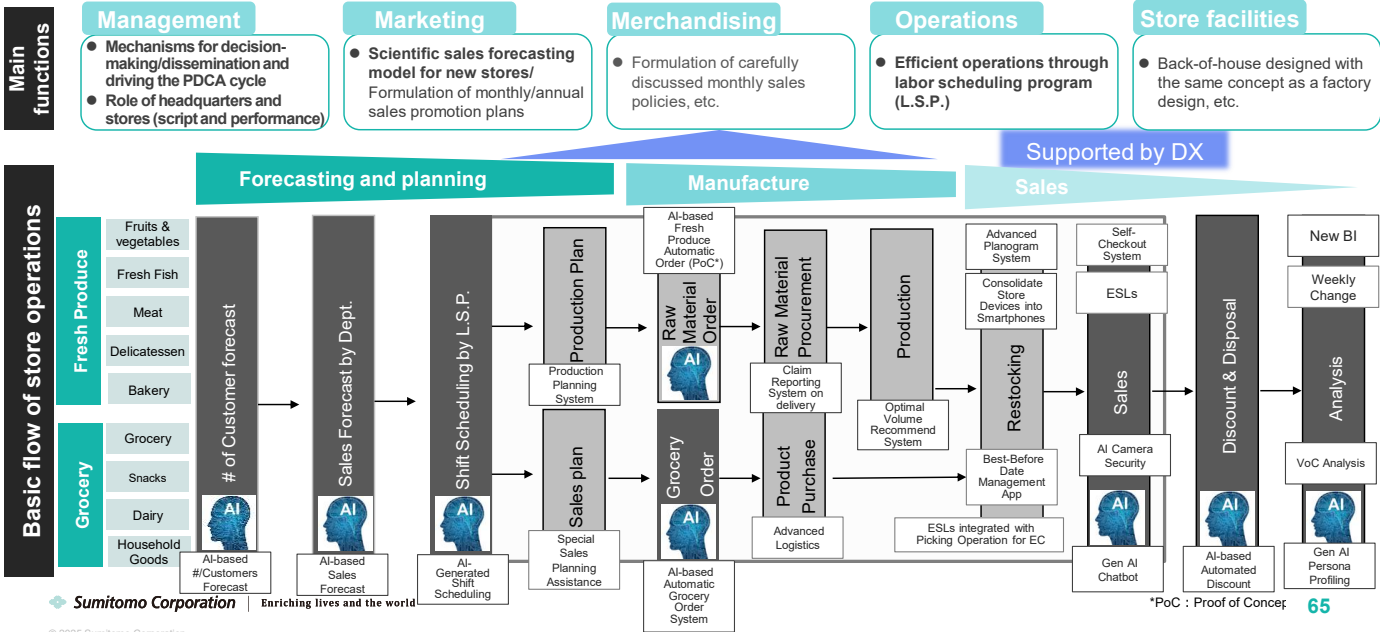 Main
functions
Management
Mechanisms for decision-
making/dissemination and
driving the PDCA cycle
Role of headquarters and
stores (script and performance)
Marketing
Scientific sales forecasting
model for new stores/
Formulation of monthly/annual
sales promotion plans
Merchandising
Formulation of carefully
discussed monthly sales
policies, etc.
Operations
Efficient operations through
labor scheduling program
(L.S.P.)
Store facilities
Back-of-house designed with
the same concept as a factory
design, etc.
Supported by DX
Forecasting and planning
Manufacture
Sales
Basic flow of store operations
Fresh Produce
Fruits &
vegetables
Fresh Fish
Meat
Delicatessen
Bakery
Grocery
Grocery
Snacks
Dairy
Household
Goods
# of Customer forecast
AI
AI-based
#/Customers
Forecast
Sales Forecast by Dept.
AI
AI-based
Sales
Forecast
Shift Scheduling by L.S.P.
AI
AI-
Generated
Shift
Scheduling
Production Plan
Production
Planning
System
Sales plan
Special
Sales
Planning
Assistance
AI-based
Fresh
Produce
Automatic
Order (PoC*)
Raw
Material
Order
AI
Grocery
Order
AI
AI-based
Automatic
Grocery
Order
System
Raw Material
Procurement
Claim
Reporting
System on
delivery
Product
Purchase
Advanced
Logistics
Production
Optimal
Volume
Recommend
System
Advanced
Planogram
System
Consolidate
Store
Devices into
Smartphones
Restocking
Best-Before
Date
Management
App
ESLs integrated with
Picking Operation for EC
Self-
Checkout
System
ESLs
Sales
AI Camera
Security
AI
Gen AI
Chatbot
Discount & Disposal
AI
AI-based
Automated
Discount
New BI
Weekly
Change
Analysis
VoC Analysis
AI
Gen AI
Persona
Profiling
Sumitomo Corporation
Enriching lives and the world
*PoC : Proof of Concep
65
© 2025 Sumitomo Corporation